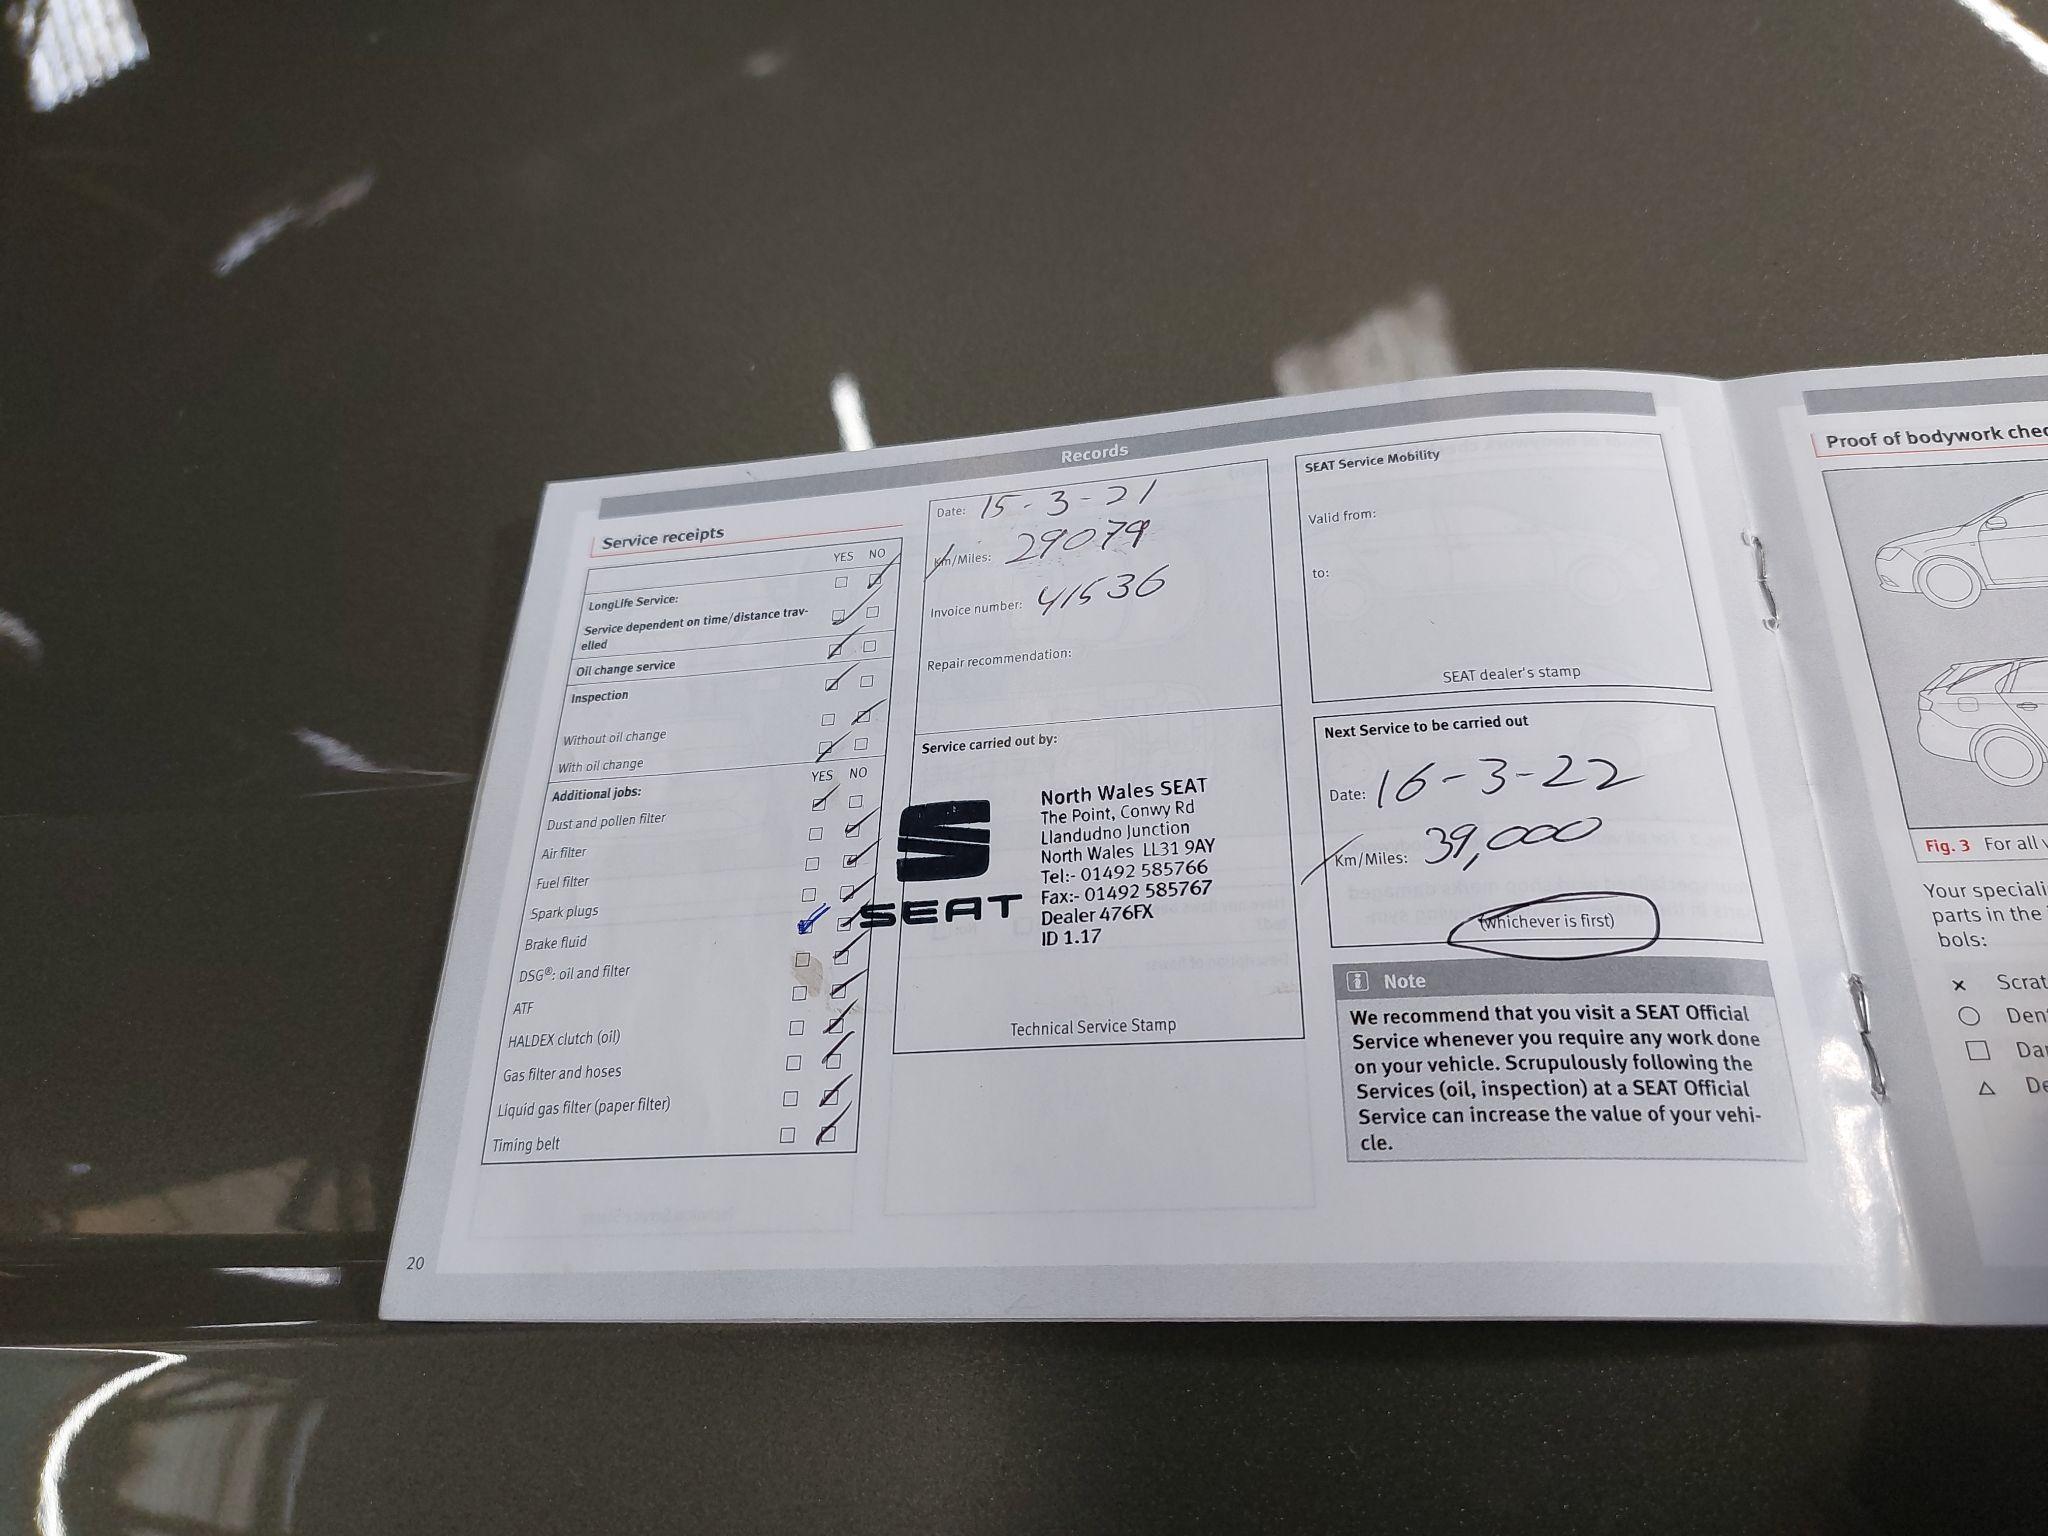 Records
Service receipts
YES NO
LongLife Service:
Service dependent on time/distance trav-
elled
Oil change service
Inspection
Without oil change
With oil change
YES NO
Additional jobs:
Dust and pollen filter
Air filter
Fuel filter
Spark plugs
Brake fluid
DSG®: oil and filter
ATF
HALDEX clutch (oil)
Gas filter and hoses
Liquid gas filter (paper filter)
Timing belt
20
Date: 15-3-21
Km/Miles: 29079
Invoice number: 41536
Repair recommendation:
Service carried out by:
SEAT
North Wales SEAT
The Point, Conwy Rd
Llandudno Junction
North Wales LL31 9AY
Tel:- 01492 585766
Fax:- 01492 585767
Dealer 476FX
ID 1.17
Technical Service Stamp
SEAT Service Mobility
Valid from:
to:
SEAT dealer's stamp
Next Service to be carried out
Date: 16-3-22
Km/Miles: 39,000
(whichever is first)
i Note
We recommend that you visit a SEAT Official
Service whenever you require any work done
on your vehicle. Scrupulously following the
Services (oil, inspection) at a SEAT Official
Service can increase the value of your vehi-
cle.
Proof of bodywork chec
Fig. 3 For all v
Your speciali
parts in the
bols:
x Scrat
Den
Da
De